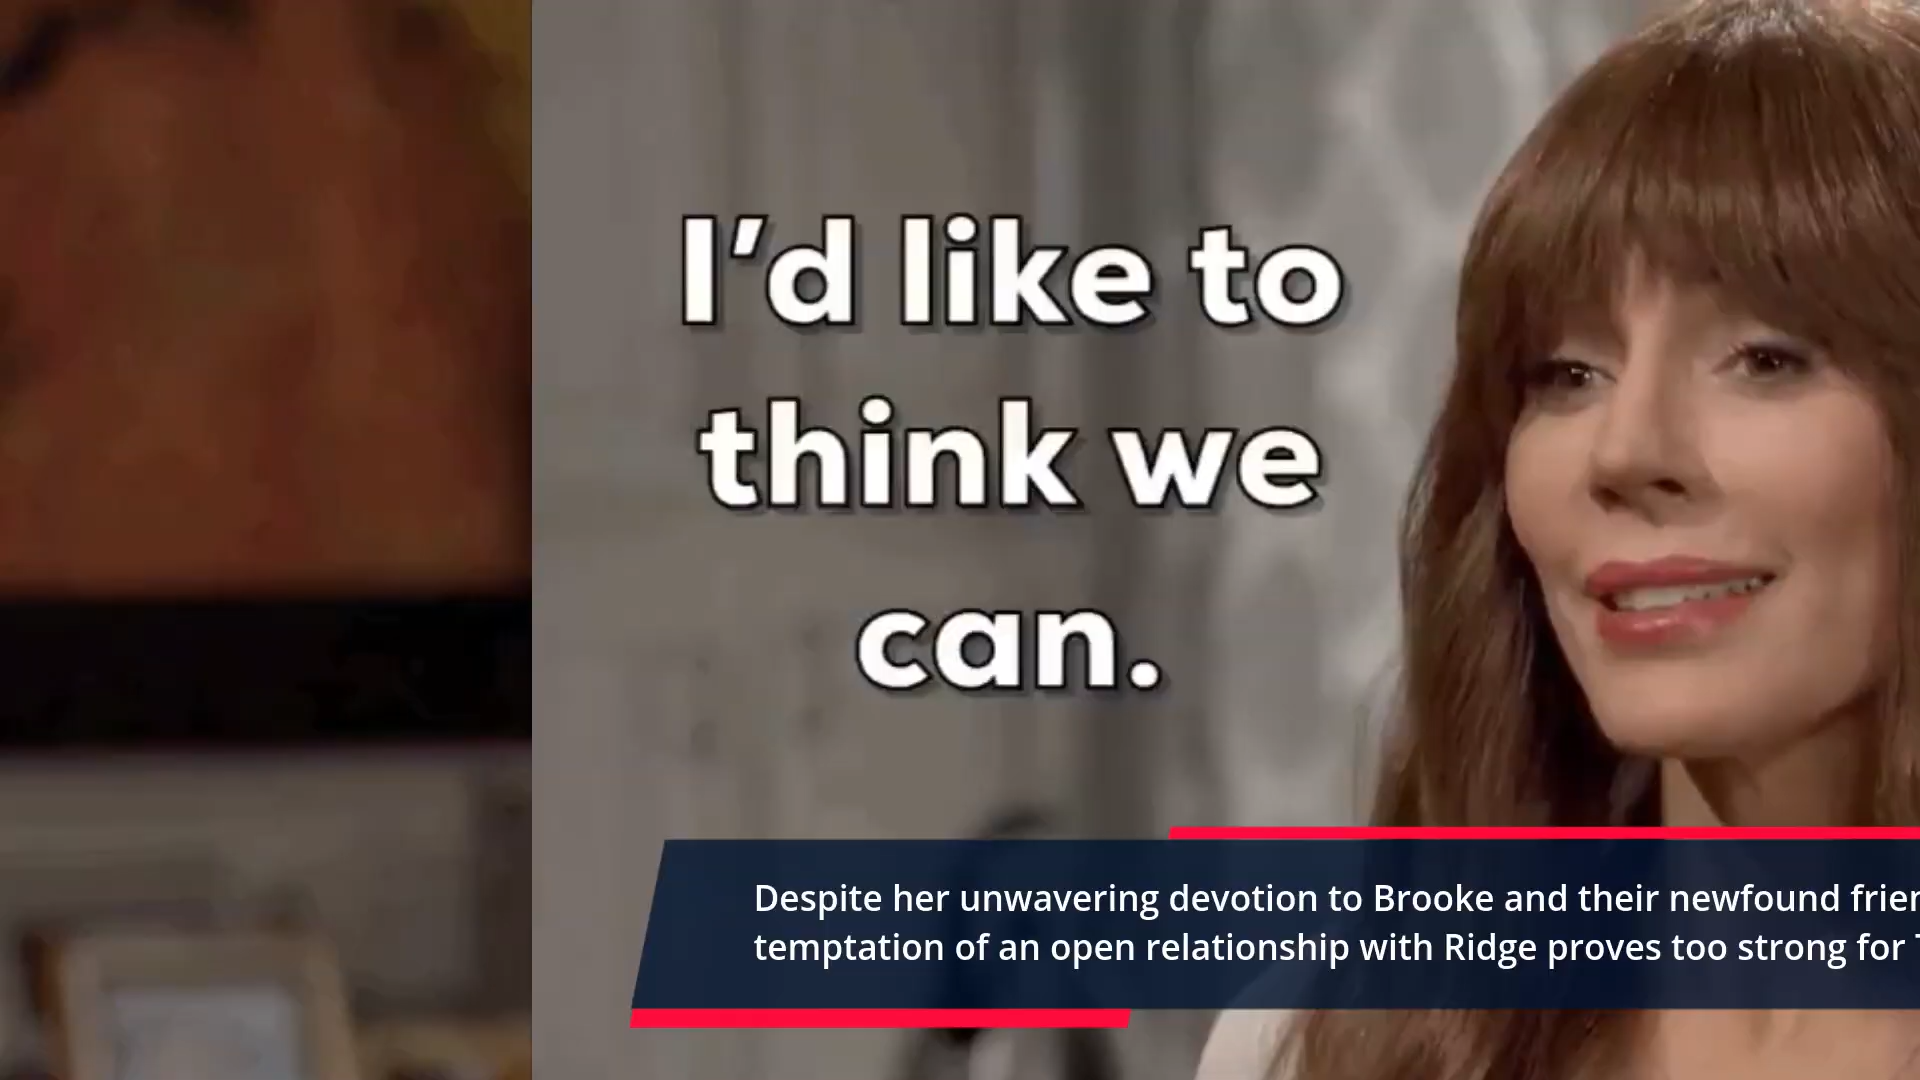 I'd like to
think we
can.
Despite her unwavering devotion to Brooke and their newfound
temptation of an open relationship with Ridge proves too strong for